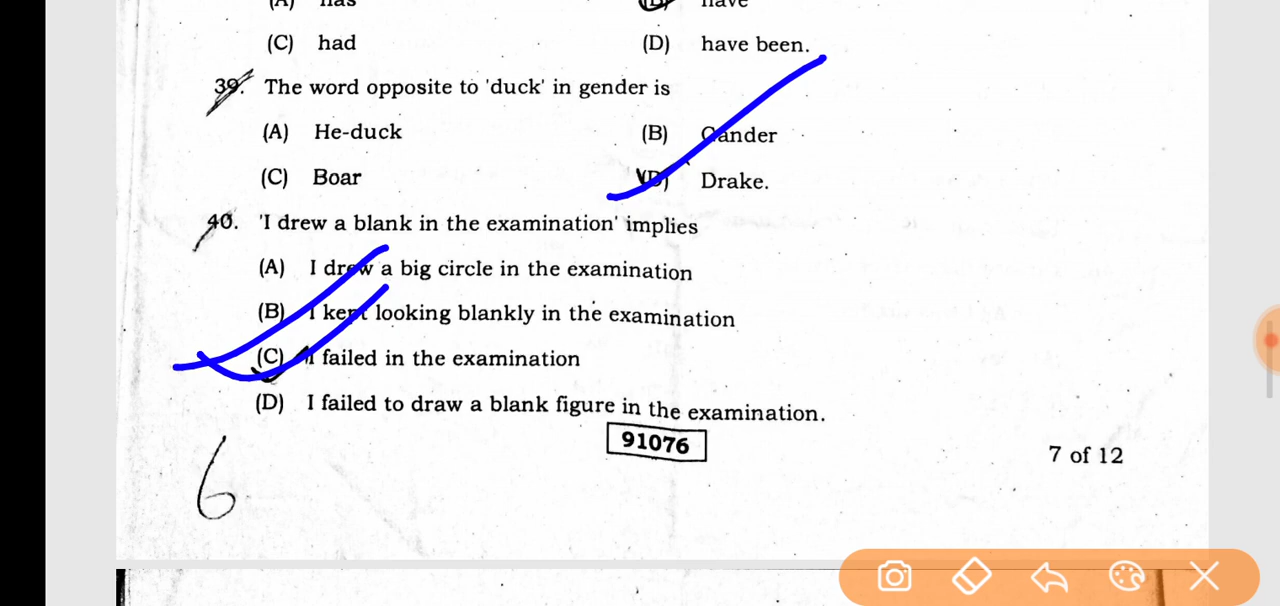 (A) has
have
(C) had
(D) have been.
39. The word opposite to 'duck' in gender is
(A) He-duck
(B) Gander
(C) Boar
(D) Drake.
40. 'I drew a blank in the examination' implies
(A) I drew a big circle in the examination
(B) I kept looking blankly in the examination
(C) I failed in the examination
(D) I failed to draw a blank figure in the examination.
91076
7 of 12
6